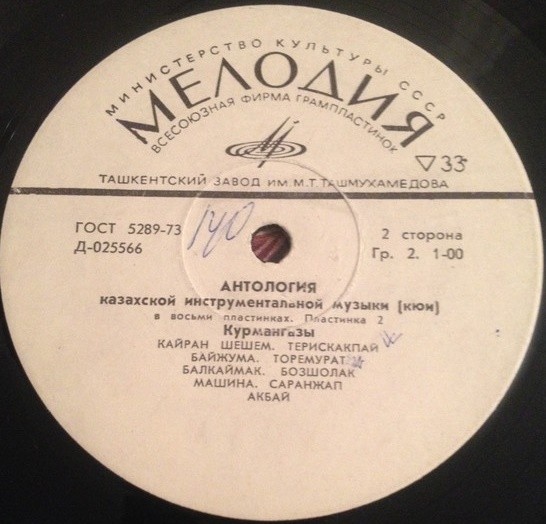 МИНИСТЕРСТВО КУЛЬТУРЫ СССР
МЕЛОДИЯ
ВСЕСОЮЗНАЯ ФИРМА ГРАМПЛАСТИНОК
33
ТАШКЕНТСКИЙ ЗАВОД ИМ. М. Т. ТАШМУХАМЕДОВА
ГОСТ 5289-73
Д-025566
140
2 сторона
Гр. 2. 1-00
АНТОЛОГИЯ
казахской инструментальной музыки (кюи)
в восьми пластинках. Пластинка 2
Курмангазы
КАЙРАН ШЕШЕМ. ТЕРИСКАКПАЙ
БАЙЖУМА. ТОРЕМУРАТ
БАЛКАЙМАК. БОЗШОЛАК
МАШИНА. САРАНЖАП
АКБАЙ